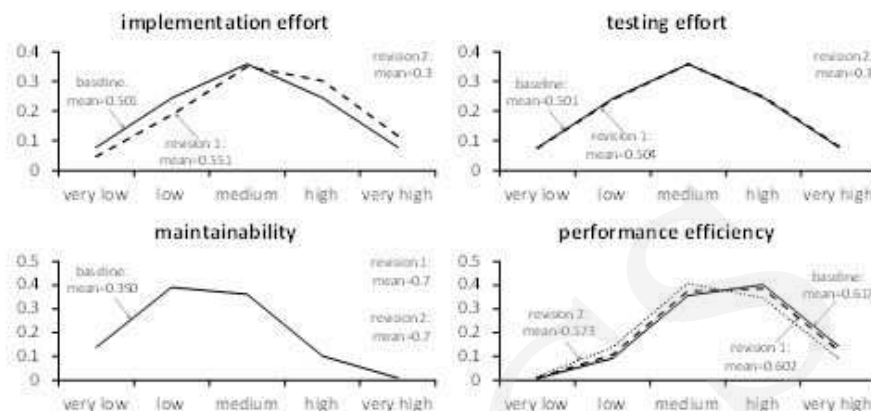 implementation effort
0.4
0.3
0.2
0.1
0
baseline:
mean=0.501
revision 1:
mean=0.551
revision 2:
mean=0.3
very low low medium high very high
testing effort
0.4
0.3
0.2
0.1
0
baseline:
mean=0.501
revision 1:
mean=0.504
revision 2:
mean=0.3
very low low medium high very high
maintainability
0.5
0.4
0.3
0.2
0.1
0
baseline:
mean=0.350
revision 1:
mean=0.7
revision 2:
mean=0.7
very low low medium high very high
performance efficiency
0.5
0.4
0.3
0.2
0.1
0
revision 2:
mean=0.573
baseline:
mean=0.617
revision 1:
mean=0.602
very low low medium high very high